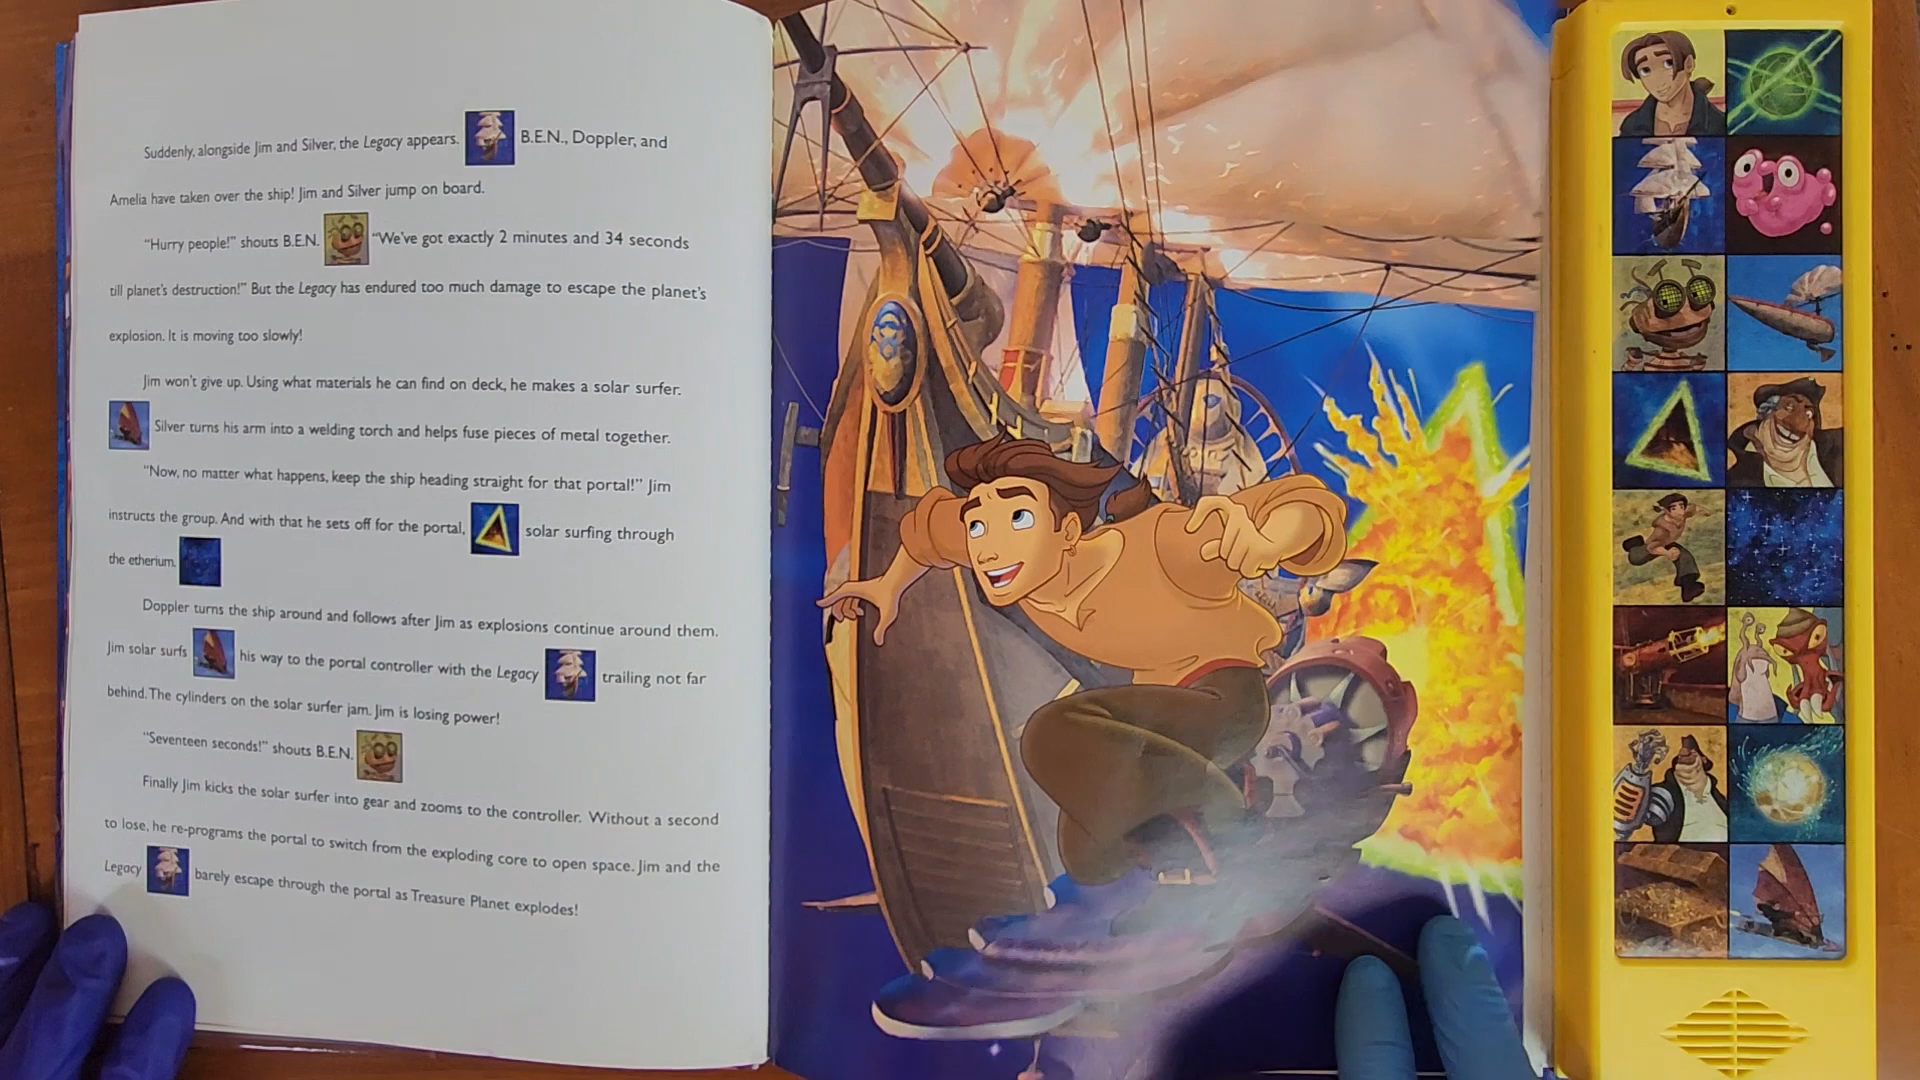 Suddenly, alongside Jim and Silver, the Legacy appears. B.E.N., Doppler, and
Amelia have taken over the ship! Jim and Silver jump on board.
"Hurry people!" shouts B.E.N. "We've got exactly 2 minutes and 34 seconds
till planet's destruction!" But the Legacy has endured too much damage to escape the planet's
explosion. It is moving too slowly!
Jim won't give up. Using what materials he can find on deck, he makes a solar surfer.
Silver turns his arm into a welding torch and helps fuse pieces of metal together.
"Now, no matter what happens, keep the ship heading straight for that portal!" Jim
instructs the group. And with that he sets off for the portal, solar surfing through
the etherium.
Doppler turns the ship around and follows after Jim as explosions continue around them.
Jim solar surfs his way to the portal controller with the Legacy trailing not far
behind. The cylinders on the solar surfer jam. Jim is losing power!
"Seventeen seconds!" shouts B.E.N.
Finally Jim kicks the solar surfer into gear and zooms to the controller. Without a second
to lose, he re-programs the portal to switch from the exploding core to open space. Jim and the
Legacy barely escape through the portal as Treasure Planet explodes!